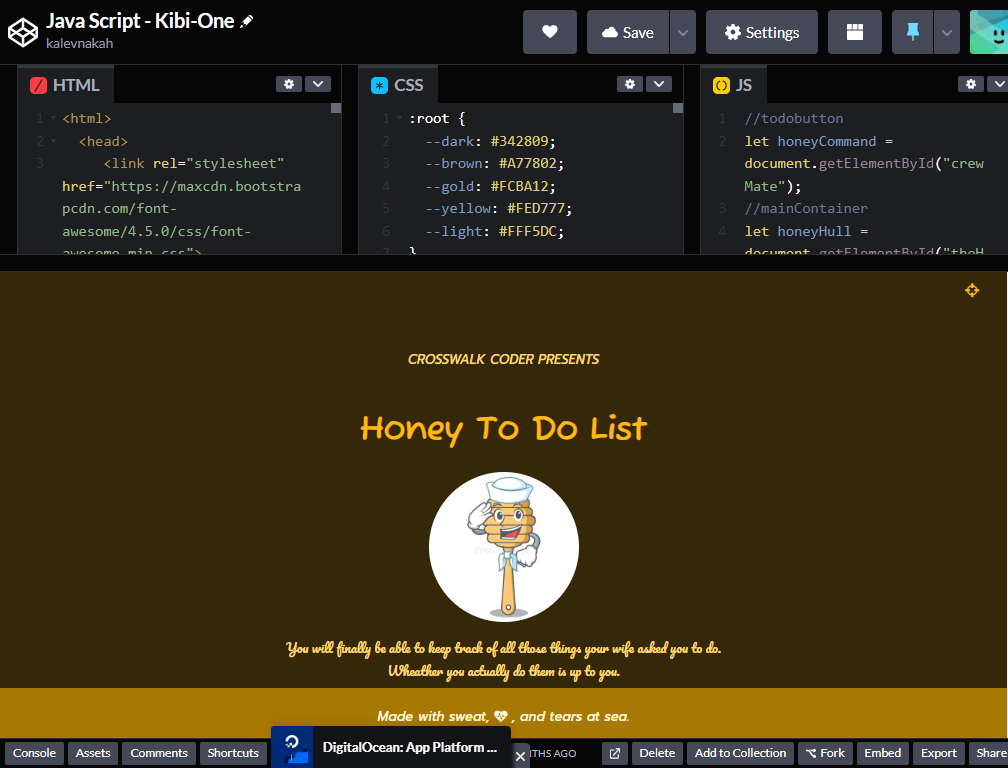 Java Script - Kibi-One
kalevnakah
Save
Settings
HTML
1 <html>
2 <head>
3 <link rel="stylesheet"
href="https://maxcdn.bootstra
pcdn.com/font-
awesome/4.5.0/css/font-
awesome.min.css">
CSS
1 :root {
2 --dark: #342809;
3 --brown: #A77802;
4 --gold: #FCBA12;
5 --yellow: #FED777;
6 --light: #FFF5DC;
7 }
JS
1 //todobutton
2 let honeyCommand =
document.getElementById("crew
Mate");
3 //mainContainer
4 let honeyHull =
document.getElementById("theH
CROSSWALK CODER PRESENTS
Honey To Do List
You will finally be able to keep track of all those things your wife asked you to do.
Wheather you actually do them is up to you.
Made with sweat, , and tears at sea.
Console
Assets
Comments
Shortcuts
DigitalOcean: App Platform ...
THS AGO
Delete
Add to Collection
Fork
Embed
Export
Share